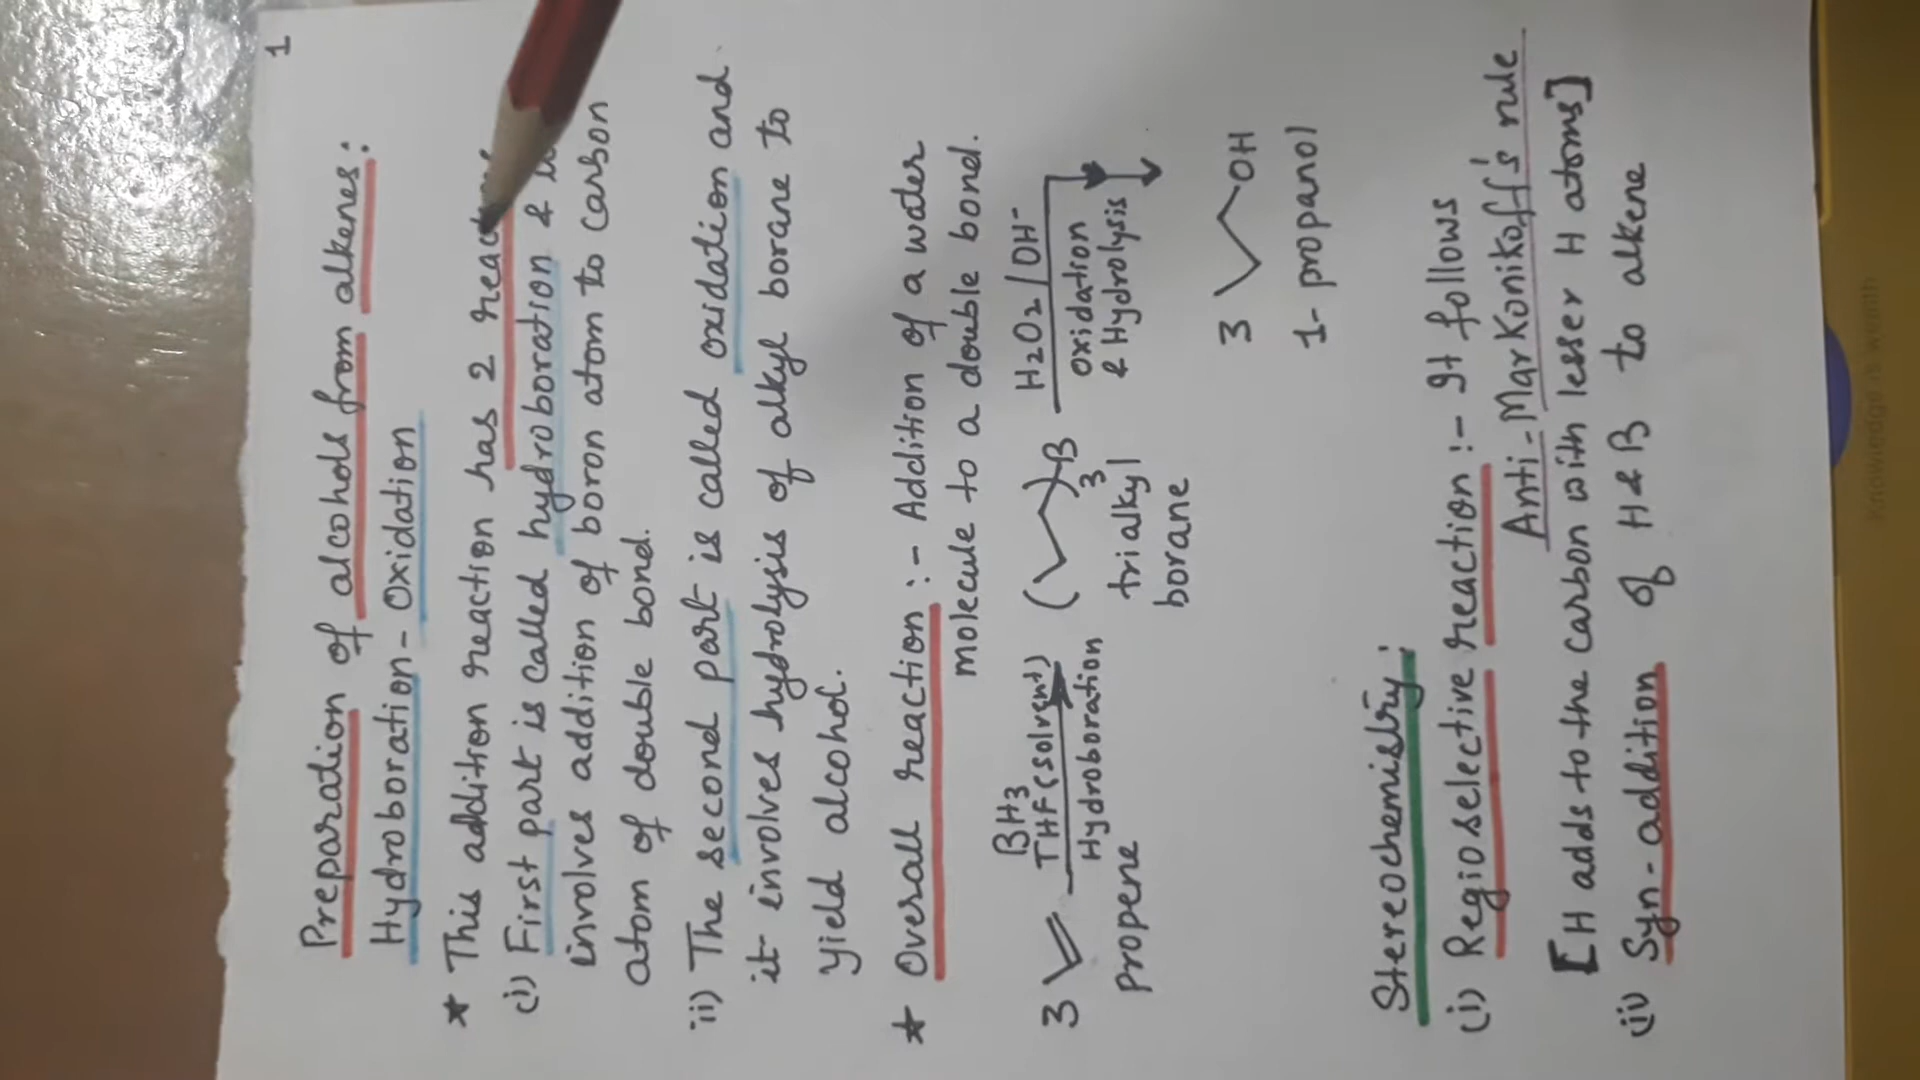 1
Preparation of alcohols from alkenes:
Hydroboration - Oxidation
* This addition reaction has 2
(i) First part is called hydroboration &
involves addition of boron atom to carbon
atom of double bond.
ii) The second part is called oxidation and
it involves hydrolysis of alkyl borane to
yield alcohol.
* Overall reaction :- Addition of a water
molecule to a double bond.
BH3
THF (solvent)
H2O2/OH-
3
Hydroboration
( )3 B
oxidation
& Hydrolysis
propene
trialkyl
borane
3 OH
1-propanol
Stereochemistry:
(i) Regioselective reaction :- It follows
Anti-Markonikoff's rule
[H adds to the carbon with lesser H atoms]
(ii) Syn-addition of H & B to alkene
Knowledge is wealth